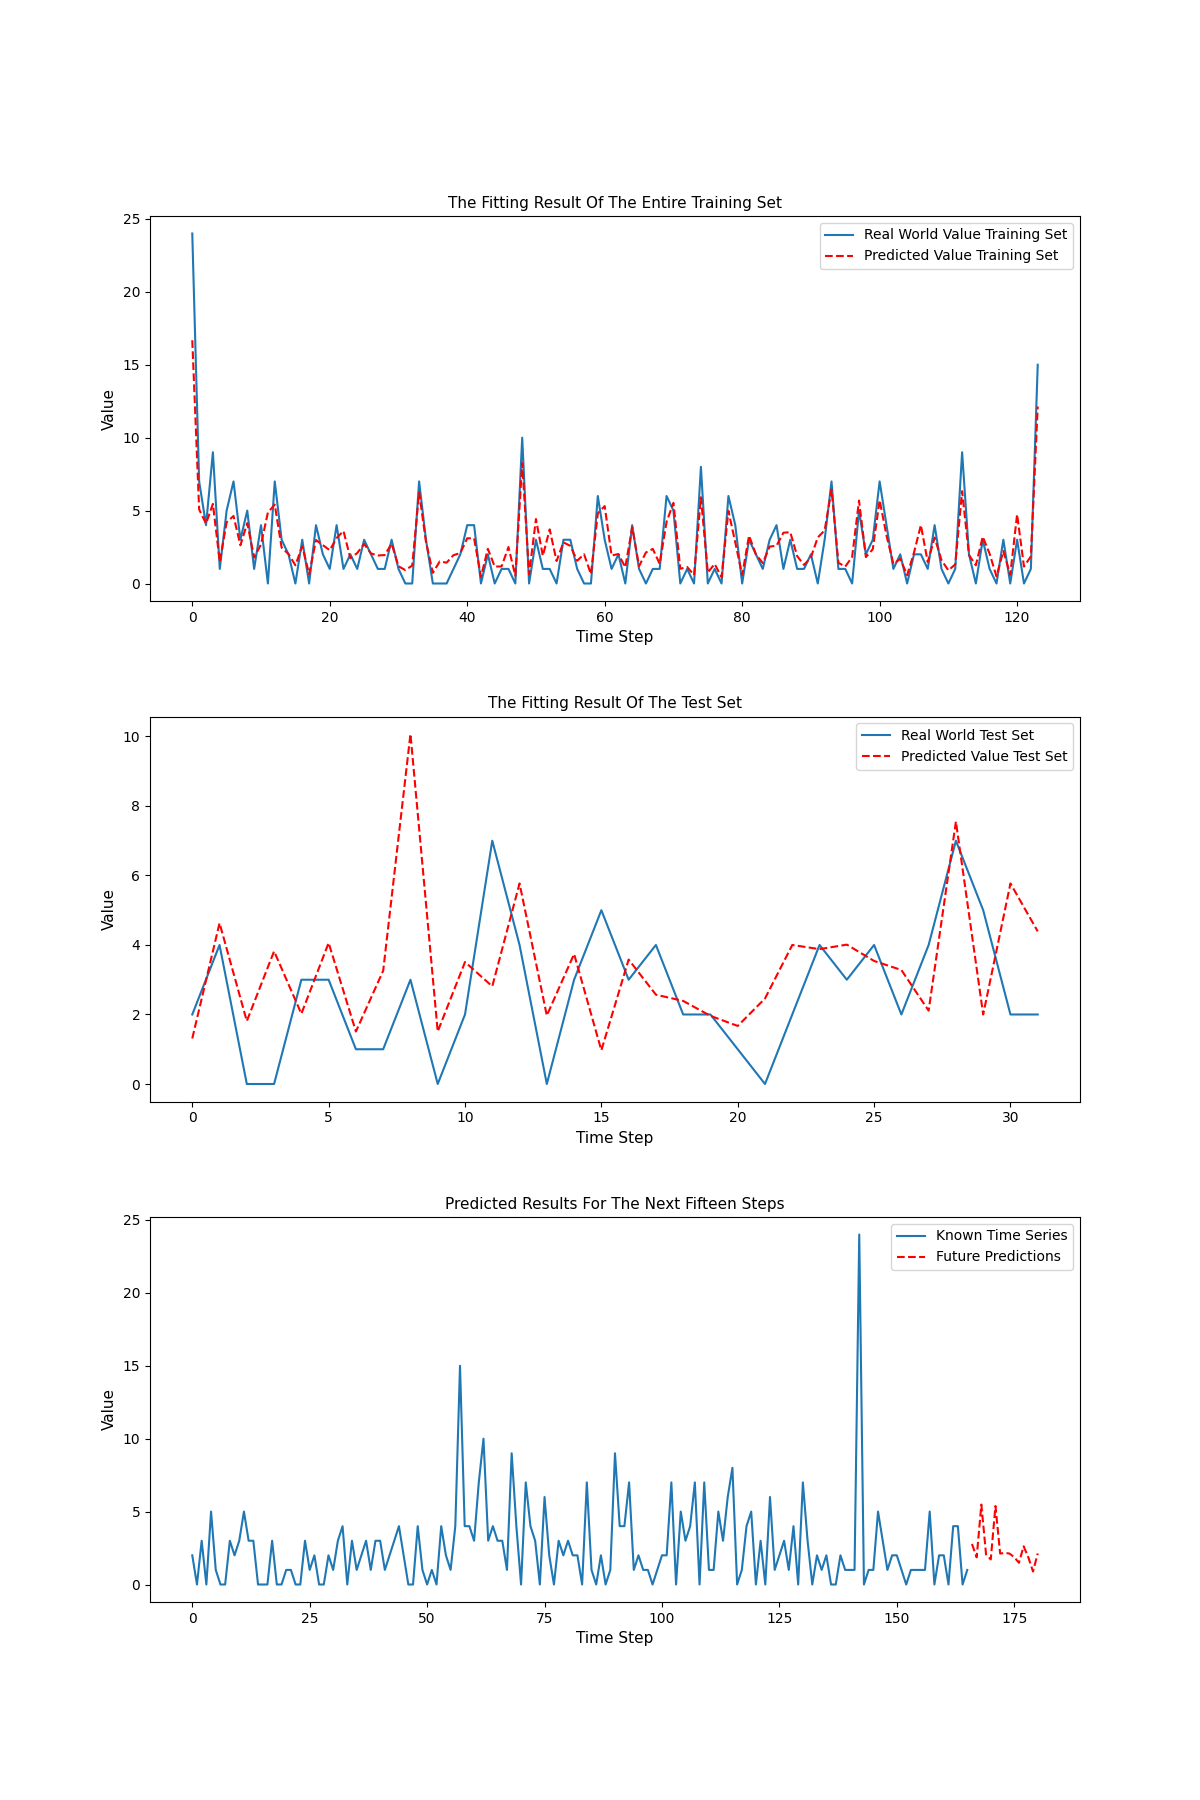 The Fitting Result Of The Entire Training Set
25
20
15
10
5
0
Value
Real World Value Training Set
Predicted Value Training Set
0 20 40 60 80 100 120
Time Step
The Fitting Result Of The Test Set
10
8
6
4
2
0
Value
Real World Test Set
Predicted Value Test Set
0 5 10 15 20 25 30
Time Step
Predicted Results For The Next Fifteen Steps
25
20
15
10
5
0
Value
Known Time Series
Future Predictions
0 25 50 75 100 125 150 175
Time Step